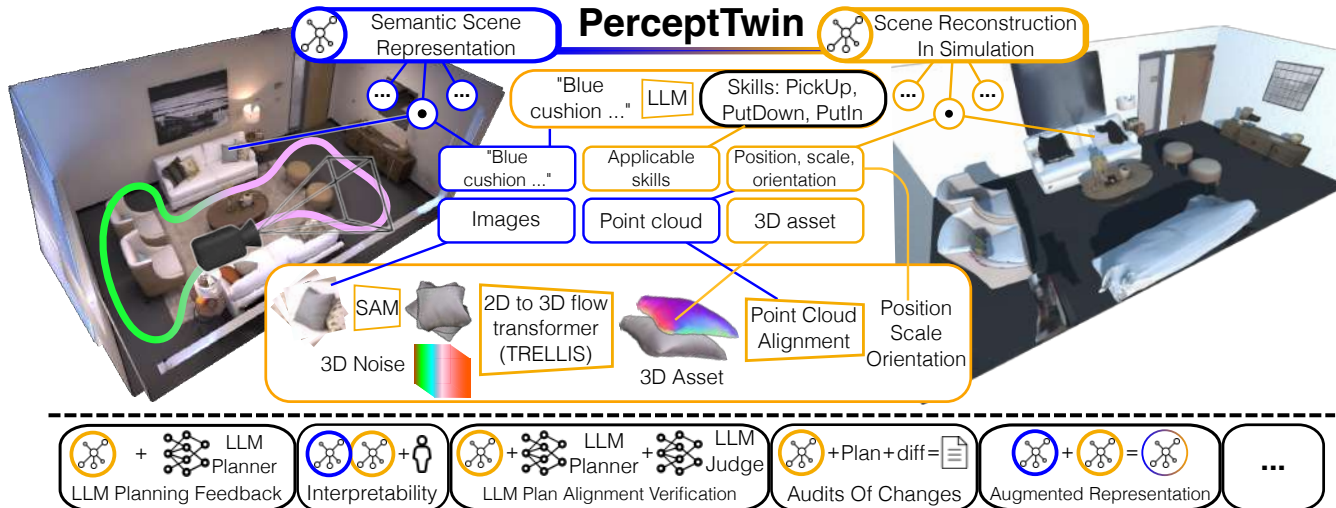 PerceptTwin
Semantic Scene
Representation
Scene Reconstruction
In Simulation
...
...
...
...
"Blue
cushion ..."
LLM
Skills: PickUp,
PutDown, PutIn
"Blue
cushion ..."
Applicable
skills
Position, scale,
orientation
Images
Point cloud
3D asset
SAM
3D Noise
2D to 3D flow
transformer
(TRELLIS)
3D Asset
Point Cloud
Alignment
Position
Scale
Orientation
+
LLM
Planner
LLM Planning Feedback
+
Interpretability
+
LLM
Planner
+
LLM
Judge
LLM Plan Alignment Verification
+Plan+diff=
Audits Of Changes
+
=
Augmented Representation
...